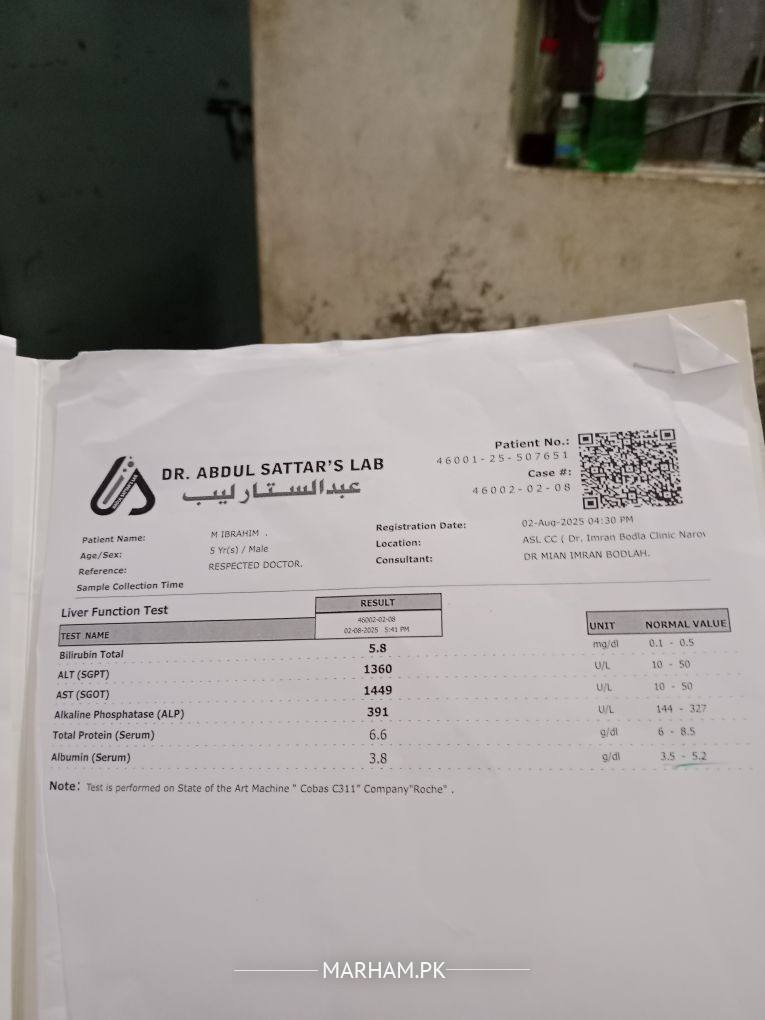 DR. ABDUL SATTAR'S LAB
عبدالستار لیب
Patient No.:
46001-25-507651
Case #:
46002-02-08
Patient Name: M IBRAHIM .
Age/Sex: 5 Yr(s) / Male
Reference: RESPECTED DOCTOR.
Sample Collection Time
Registration Date: 02-Aug-2025 04:30 PM
Location: ASL CC ( Dr. Imran Bodla Clinic
Consultant: DR MIAN IMRAN BODLAH.
Liver Function Test
RESULT
TEST NAME 46002-02-08 UNIT NORMAL VALUE
02-08-2025 5:41 PM
Bilirubin Total 5.8 mg/dl 0.1 - 0.5
ALT (SGPT) 1360 U/L 10 - 50
AST (SGOT) 1449 U/L 10 - 50
Alkaline Phosphatase (ALP) 391 U/L 144 - 327
Total Protein (Serum) 6.6 g/dl 6 - 8.5
Albumin (Serum) 3.8 g/dl 3.5 - 5.2
Note: Test is performed on State of the Art Machine " Cobas C311" Company"Roche" .
MARHAM.PK